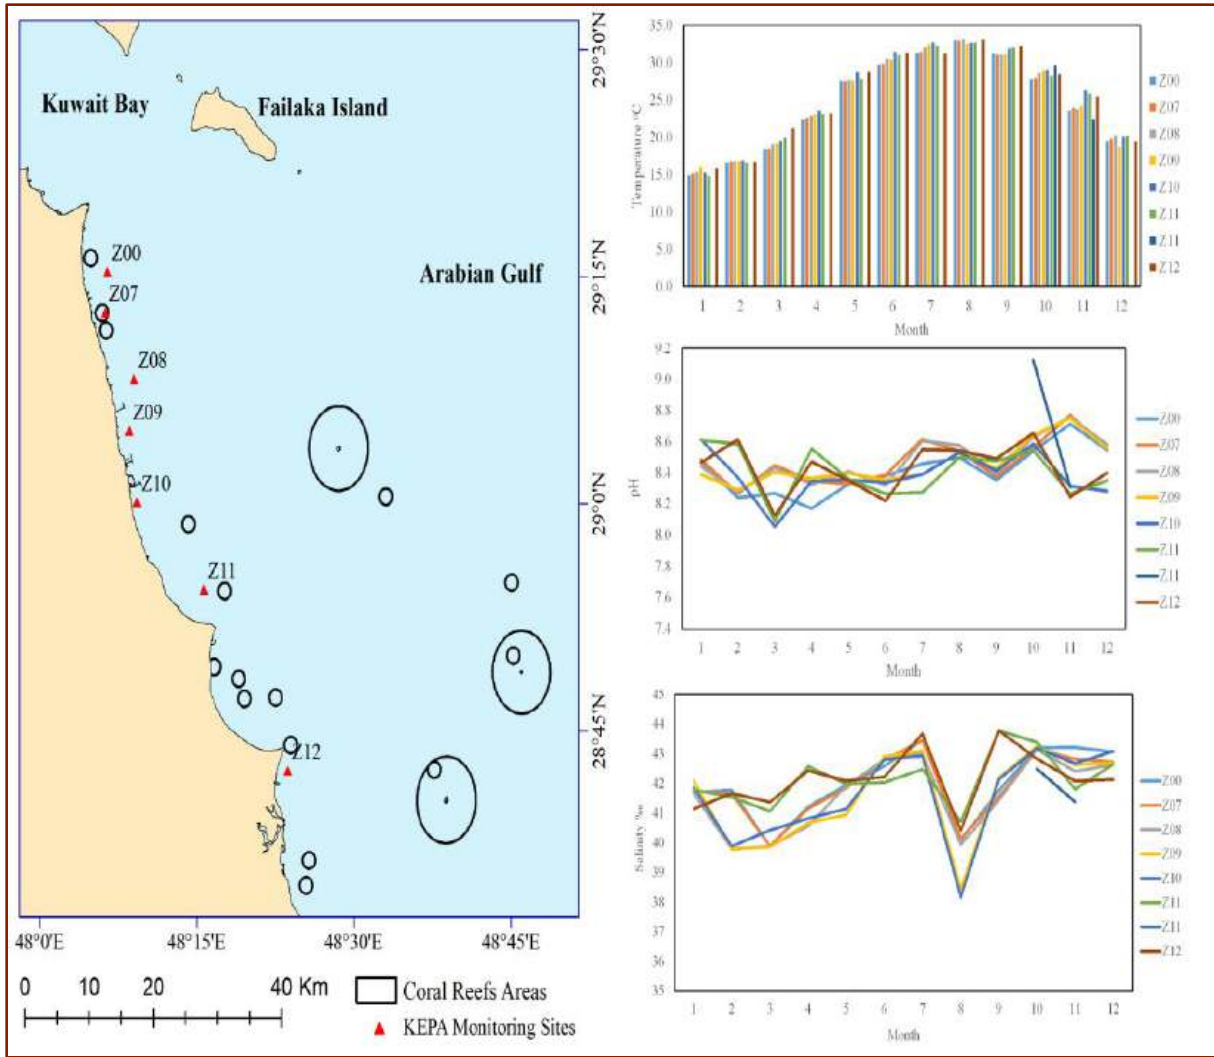 Kuwait Bay
Failaka Island
Arabian Gulf
Z00
Z07
Z08
Z09
Z10
Z11
Z12
29°30'N
29°15'N
29°0'N
28°45'N
48°0'E
48°15'E
48°30'E
48°45'E
0 10 20 40 Km
Coral Reefs Areas
KEPA Monitoring Sites
35.0
30.0
25.0
20.0
15.0
10.0
5.0
0.0
Temperature °C
1 2 3 4 5 6 7 8 9 10 11 12
Month
Z00
Z07
Z08
Z00
Z10
Z11
Z11
Z12
9.2
9.0
8.8
8.6
8.4
8.2
8.0
7.8
7.6
7.4
pH
1 2 3 4 5 6 7 8 9 10 11 12
Month
Z00
Z07
Z08
Z09
Z10
Z11
Z11
Z12
45
44
43
42
41
40
39
38
37
36
35
Salinity ‰
1 2 3 4 5 6 7 8 9 10 11 12
Month
Z00
Z07
Z08
Z09
Z10
Z11
Z11
Z12